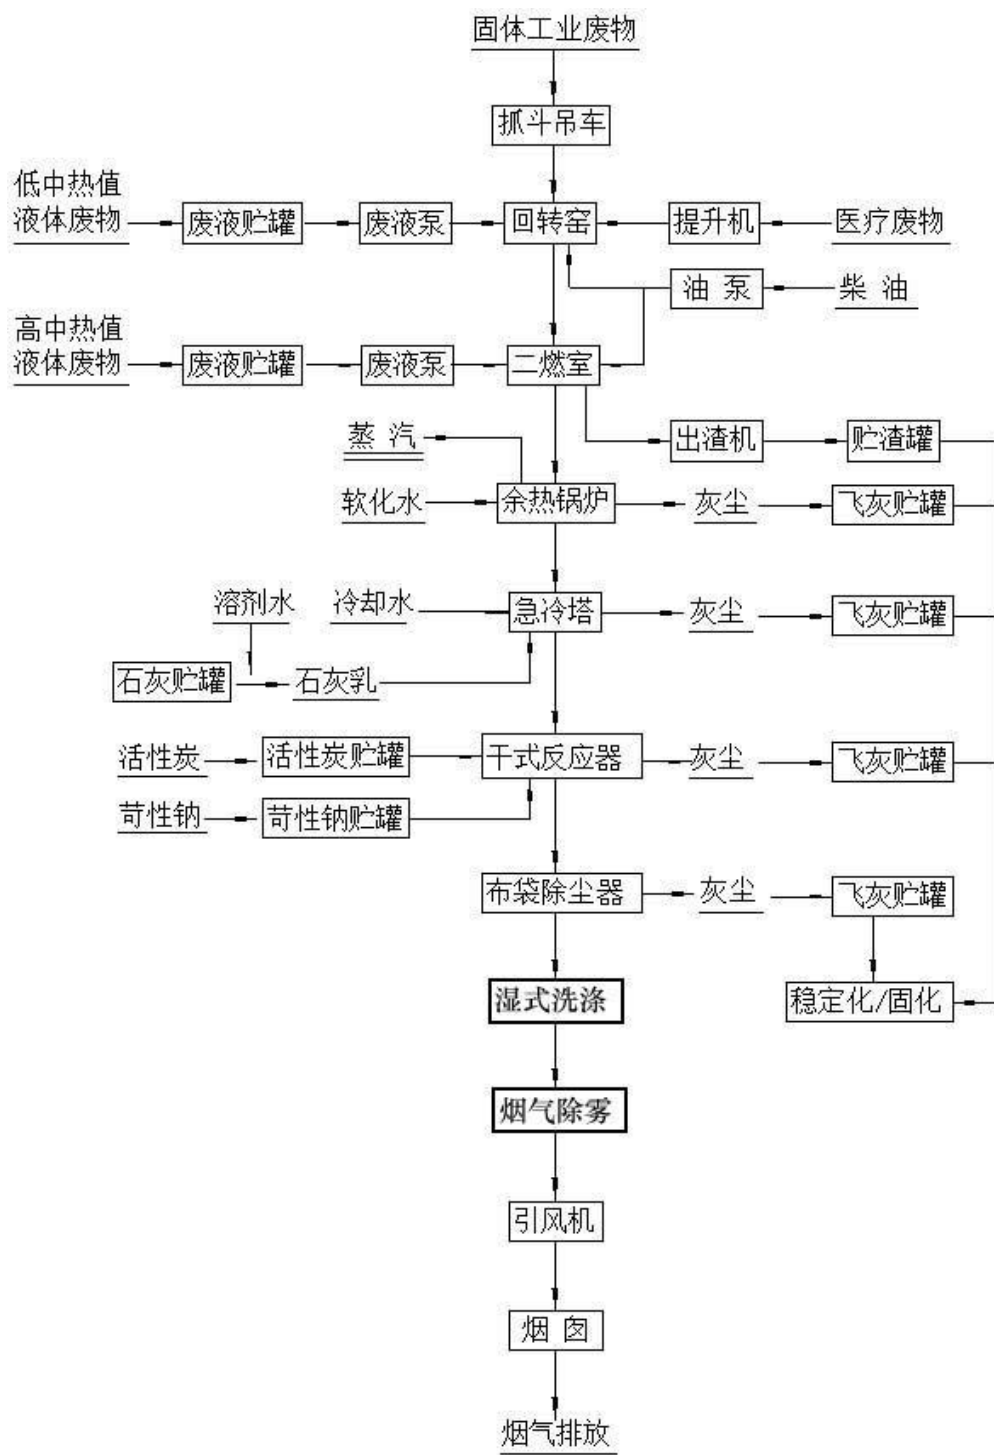 固体工业废物
抓斗吊车
低中热值
液体废物
废液贮罐
废液泵
回转窑
提升机
医疗废物
油 泵
柴 油
高中热值
液体废物
废液贮罐
废液泵
二燃室
蒸 汽
出渣机
贮渣罐
软化水
余热锅炉
灰尘
飞灰贮罐
溶剂水
冷却水
急冷塔
灰尘
飞灰贮罐
石灰贮罐
石灰乳
活性炭
活性炭贮罐
干式反应器
灰尘
飞灰贮罐
苛性钠
苛性钠贮罐
布袋除尘器
灰尘
飞灰贮罐
湿式洗涤
稳定化/固化
烟气除雾
引风机
烟 囱
烟气排放